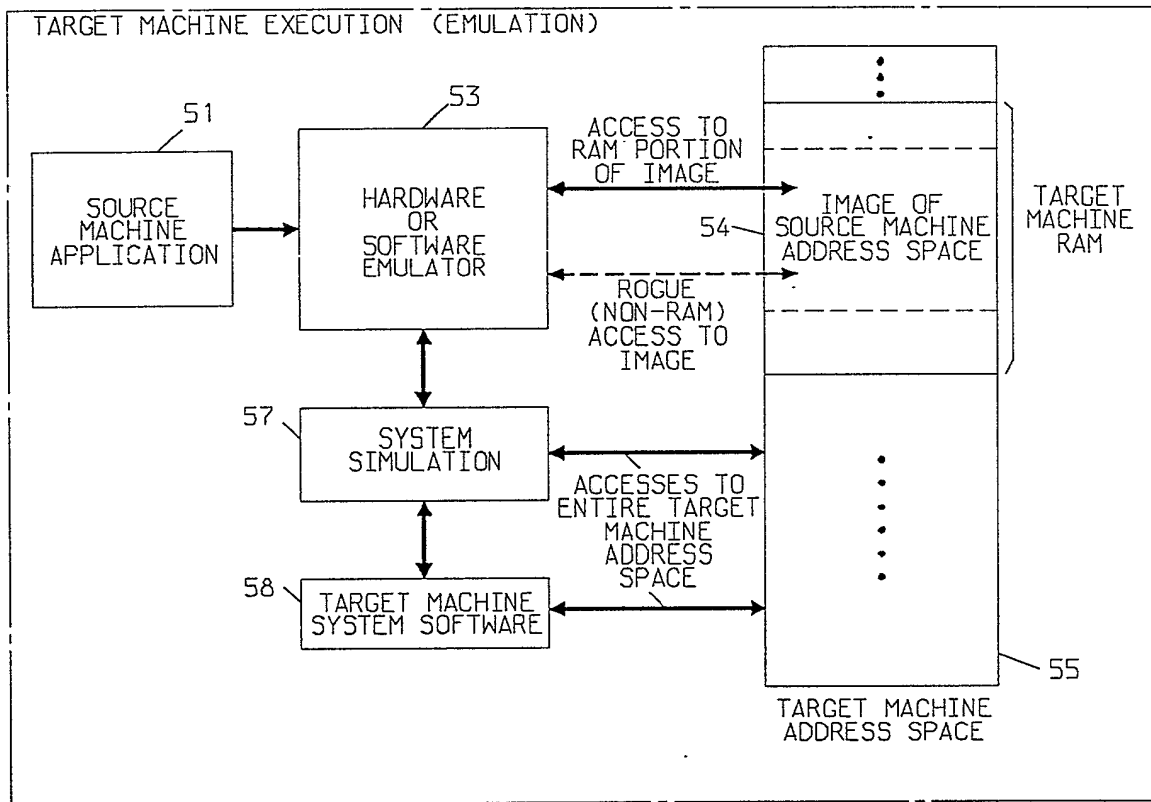 TARGET MACHINE EXECUTION (EMULATION)
51
SOURCE
MACHINE
APPLICATION
53
HARDWARE
OR
SOFTWARE
EMULATOR
ACCESS TO
RAM PORTION
OF IMAGE
ROGUE
(NON-RAM)
ACCESS TO
IMAGE
54
IMAGE OF
SOURCE MACHINE
ADDRESS SPACE
TARGET
MACHINE
RAM
57
SYSTEM
SIMULATION
ACCESSES TO
ENTIRE TARGET
MACHINE
ADDRESS
SPACE
58
TARGET MACHINE
SYSTEM SOFTWARE
55
TARGET MACHINE
ADDRESS SPACE